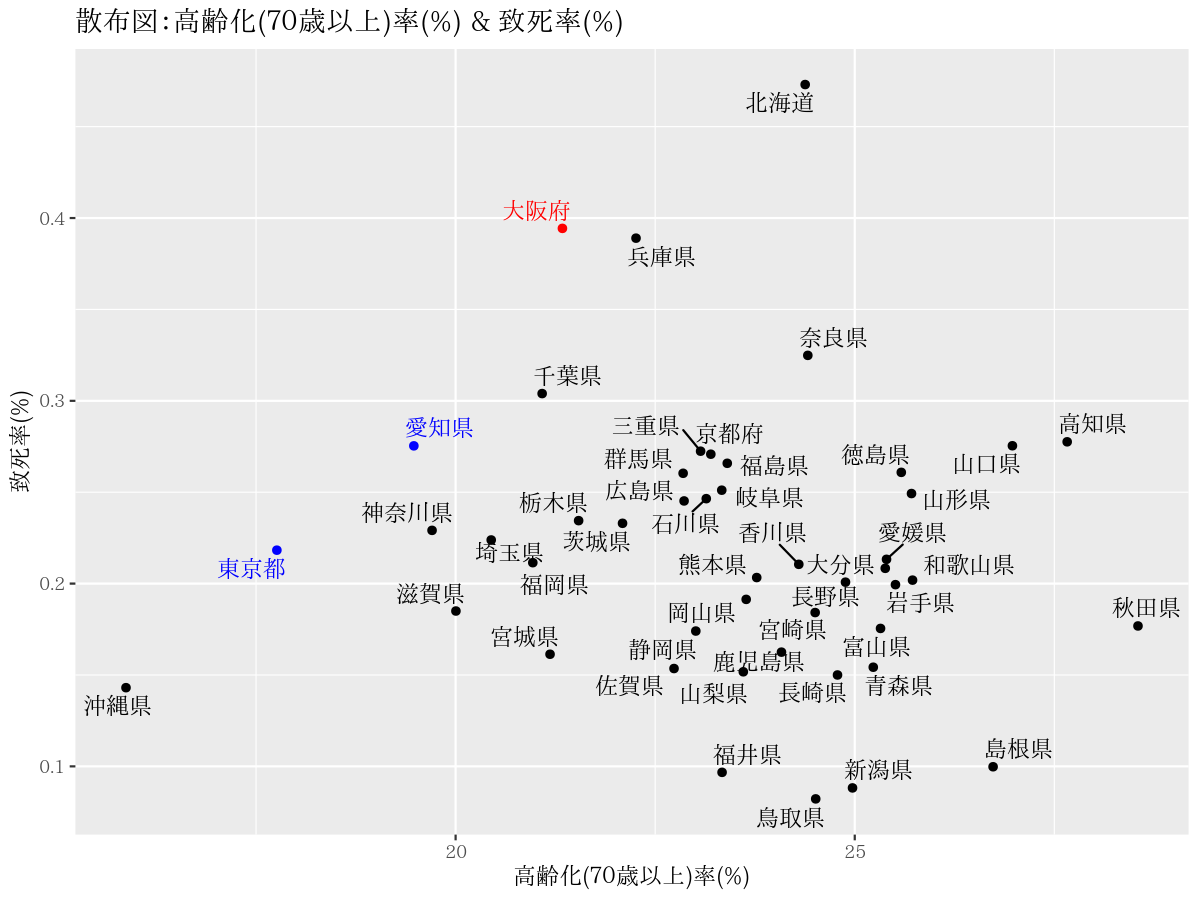 散布図:高齢化(70歳以上)率(%) & 致死率(%)
北海道
大阪府
0.4
兵庫県
奈良県
千葉県
0.3
高知県
愛知県
三重県
京都府
徳島県
山口県
群馬県
福島県
致死率(%)
広島県
岐阜県
山形県
栃木県
神奈川県
石川県
香川県
愛媛県
茨城県
埼玉県
東京都
熊本県
大分県
和歌山県
0.2
福岡県
滋賀県
長野県
岩手県
秋田県
岡山県
宮城県
宮崎県
静岡県
富山県
鹿児島県
佐賀県
山梨県
長崎県
青森県
沖縄県
福井県
島根県
0.1
新潟県
鳥取県
20
25
高齢化(70歳以上)率(%)